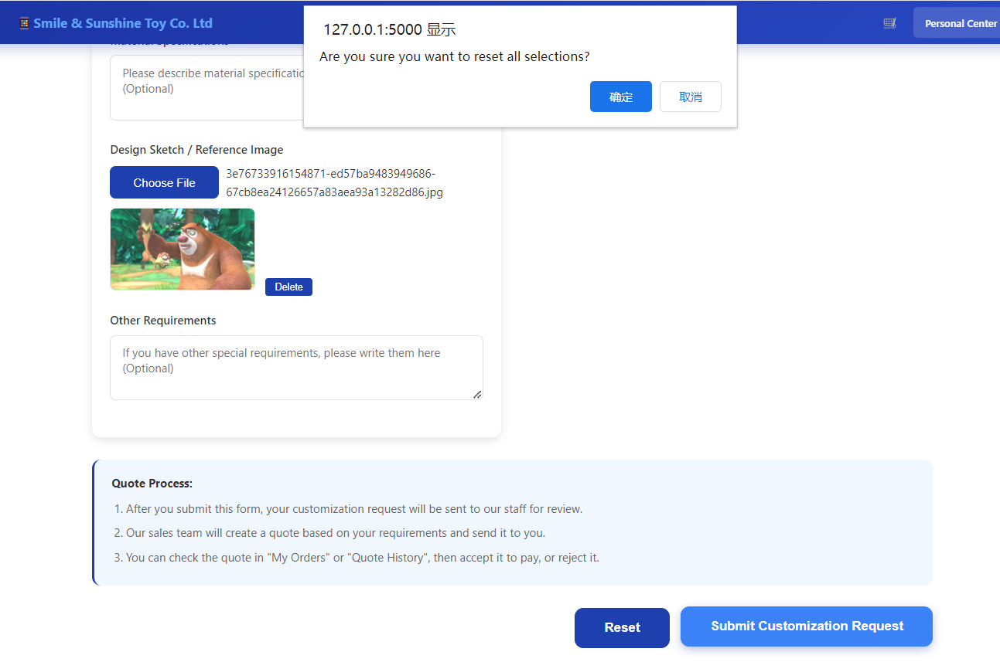 Smile & Sunshine Toy Co. Ltd
Personal Center
127.0.0.1:5000 显示
Are you sure you want to reset all selections?
确定
取消
Material Specifications
Please describe material specificatio
(Optional)
Design Sketch / Reference Image
Choose File
3e76733916154871-ed57ba9483949686-
67cb8ea24126657a83aea93a13282d86.jpg
Delete
Other Requirements
If you have other special requirements, please write them here
(Optional)
Quote Process:
1. After you submit this form, your customization request will be sent to our staff for review.
2. Our sales team will create a quote based on your requirements and send it to you.
3. You can check the quote in "My Orders" or "Quote History", then accept it to pay, or reject it.
Reset
Submit Customization Request